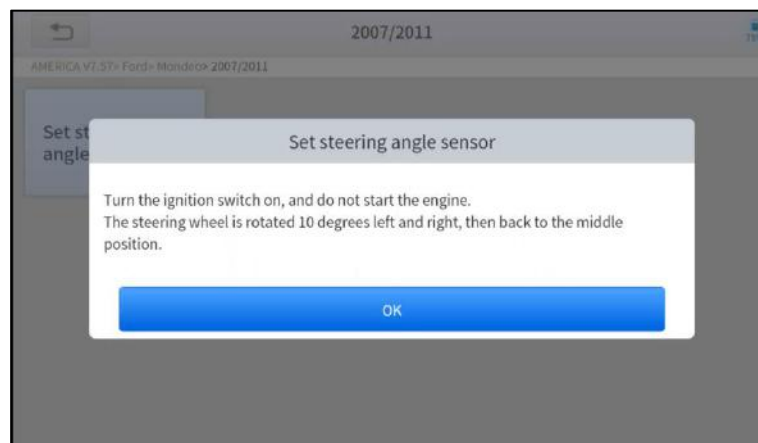 2007/2011
AMERICA V7.57> Ford> Mondeo> 2007/2011
Set st
angle
Set steering angle sensor
Turn the ignition switch on, and do not start the engine.
The steering wheel is rotated 10 degrees left and right, then back to the middle
position.
OK